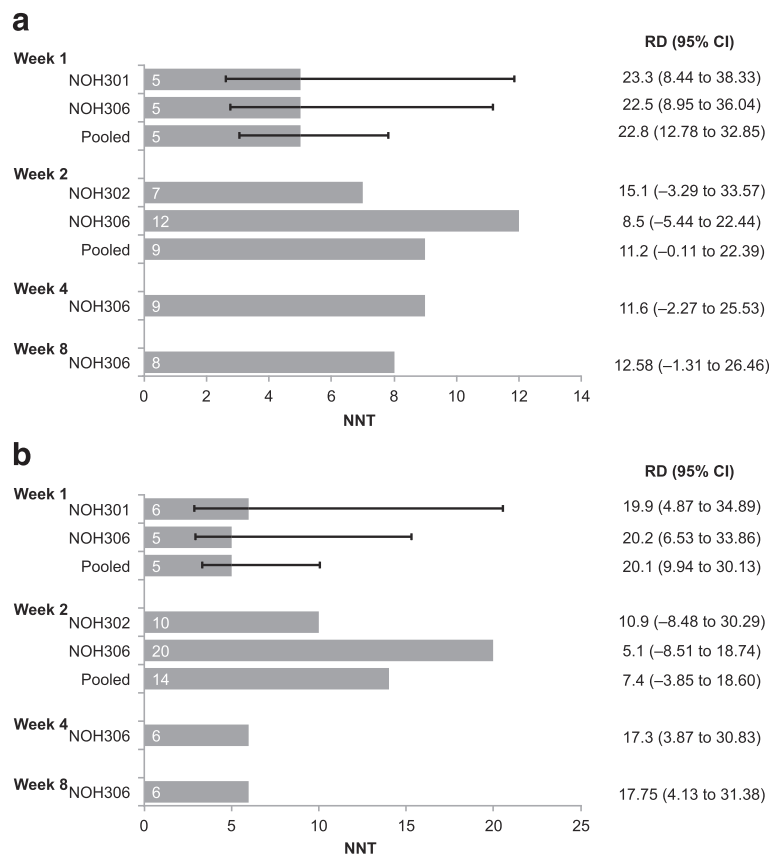 a
RD (95% CI)
Week 1
NOH301 5 23.3 (8.44 to 38.33)
NOH306 5 22.5 (8.95 to 36.04)
Pooled 5 22.8 (12.78 to 32.85)
Week 2
NOH302 7 15.1 (–3.29 to 33.57)
NOH306 12 8.5 (–5.44 to 22.44)
Pooled 9 11.2 (–0.11 to 22.39)
Week 4
NOH306 9 11.6 (–2.27 to 25.53)
Week 8
NOH306 8 12.58 (–1.31 to 26.46)
0 2 4 6 8 10 12 14
NNT
b
RD (95% CI)
Week 1
NOH301 6 19.9 (4.87 to 34.89)
NOH306 5 20.2 (6.53 to 33.86)
Pooled 5 20.1 (9.94 to 30.13)
Week 2
NOH302 10 10.9 (–8.48 to 30.29)
NOH306 20 5.1 (–8.51 to 18.74)
Pooled 14 7.4 (–3.85 to 18.60)
Week 4
NOH306 6 17.3 (3.87 to 30.83)
Week 8
NOH306 6 17.75 (4.13 to 31.38)
0 5 10 15 20 25
NNT